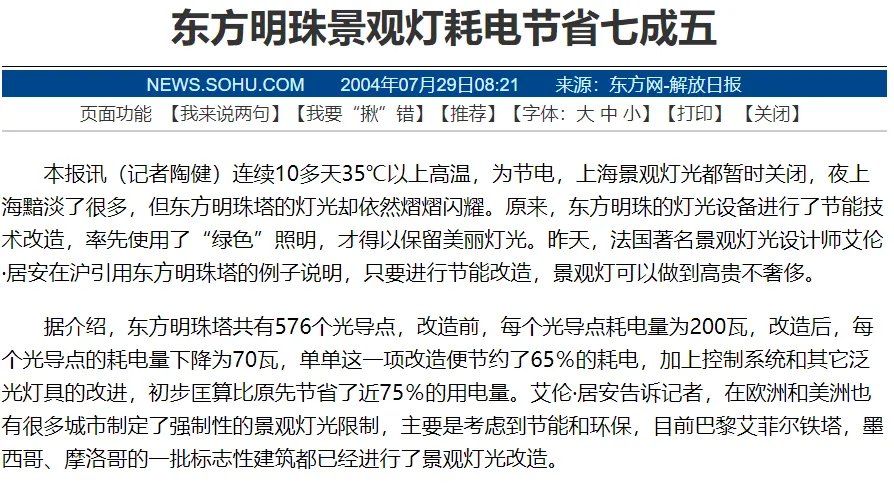 东方明珠景观灯耗电节省七成五
NEWS.SOHU.COM 2004年07月29日08:21 来源：东方网-解放日报
页面功能 【我来说两句】【我要“揪”错】【推荐】【字体：大 中 小】【打印】 【关闭】
本报讯（记者陶健）连续10多天35℃以上高温，为节电，上海景观灯光都暂时关闭，夜上
海黯淡了很多，但东方明珠塔的灯光却依然熠熠闪耀。原来，东方明珠的灯光设备进行了节能技
术改造，率先使用了“绿色”照明，才得以保留美丽灯光。昨天，法国著名景观灯光设计师艾伦
·居安在沪引用东方明珠塔的例子说明，只要进行节能改造，景观灯可以做到高贵不奢侈。
据介绍，东方明珠塔共有576个光导点，改造前，每个光导点耗电量为200瓦，改造后，每
个光导点的耗电量下降为70瓦，单单这一项改造便节约了65％的耗电，加上控制系统和其它泛
光灯具的改进，初步匡算比原先节省了近75％的用电量。艾伦·居安告诉记者，在欧洲和美洲也
有很多城市制定了强制性的景观灯光限制，主要是考虑到节能和环保，目前巴黎艾菲尔铁塔，墨
西哥、摩洛哥的一批标志性建筑都已经进行了景观灯光改造。